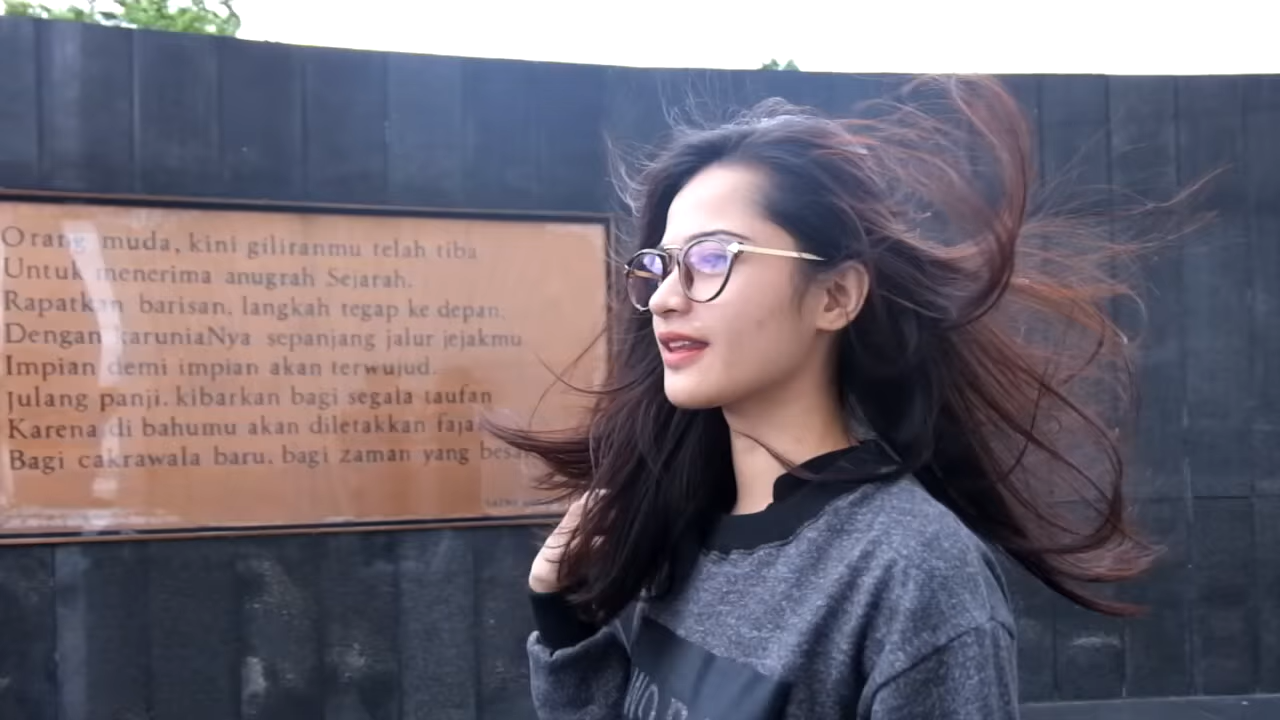 Orang muda, kini giliranmu telah tiba
Untuk menerima anugrah Sejarah.
Rapatkan barisan, langkah tegap ke depan.
Dengan karuniaNya sepanjang jalur jejakmu
Impian demi impian akan terwujud.
Julang panji, kibarkan bagi segala taufan
Karena di bahumu akan diletakkan faja
Bagi cakrawala baru, bagi zaman yang besa